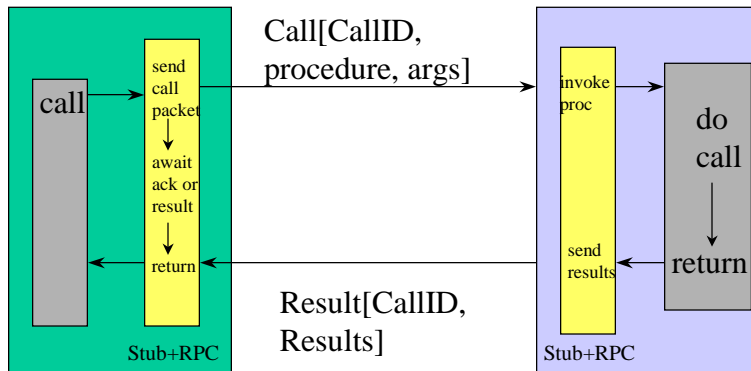 Call[CallID,
procedure, args]
call
send
call
packet
await
ack or
result
return
Stub+RPC
Result[CallID,
Results]
invoke
proc
send
results
do
call
return
Stub+RPC